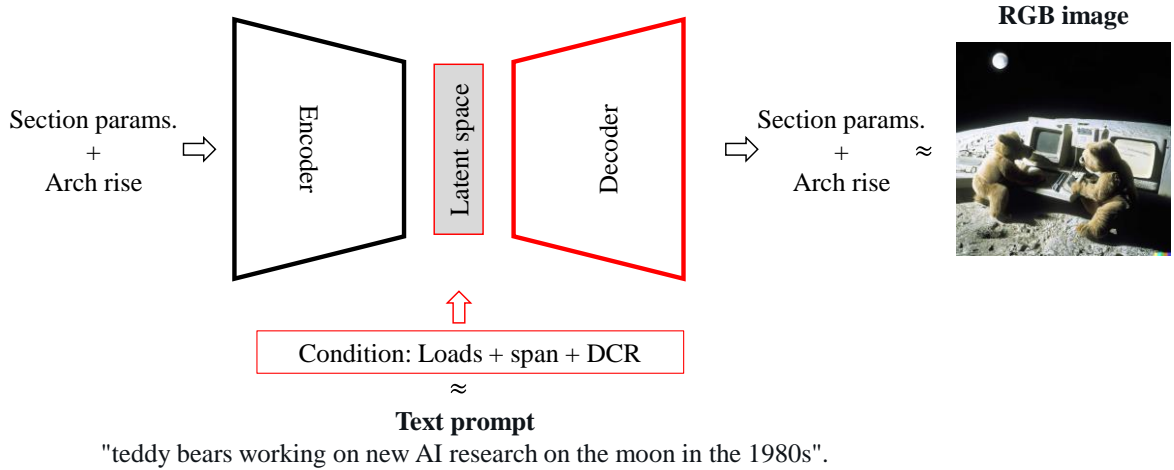 RGB image
Section params.
+
Arch rise
Encoder
Latent space
Decoder
Section params.
+
Arch rise
≈
Condition: Loads + span + DCR
≈
Text prompt
"teddy bears working on new AI research on the moon in the 1980s".